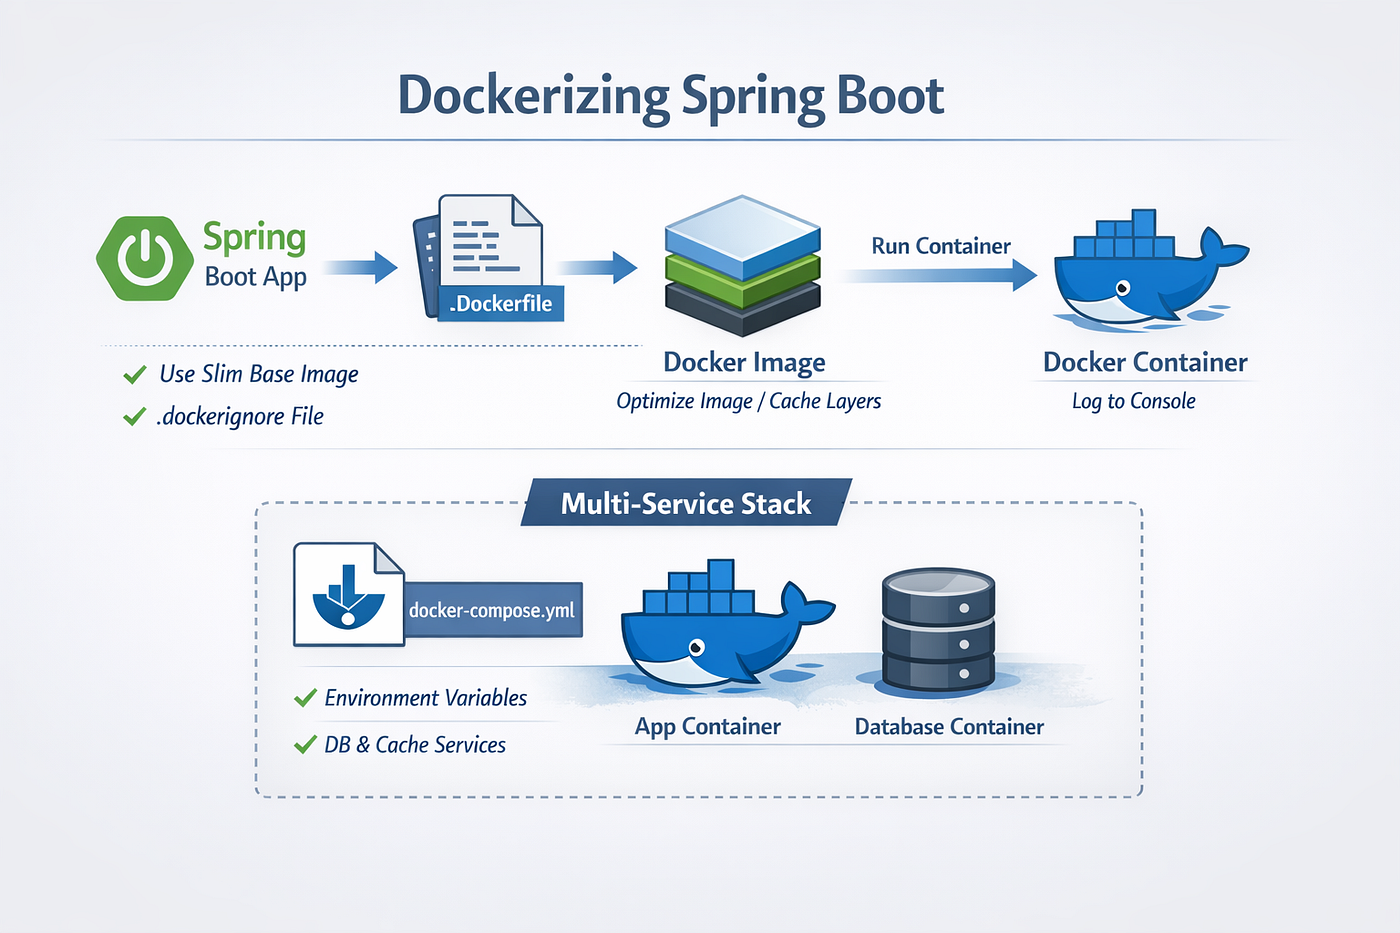 Dockerizing Spring Boot
Spring
Boot App
.Dockerfile
Run Container
Docker Image
Optimize Image / Cache Layers
Docker Container
Log to Console
Use Slim Base Image
.dockerignore File
Multi-Service Stack
docker-compose.yml
Environment Variables
DB & Cache Services
App Container
Database Container